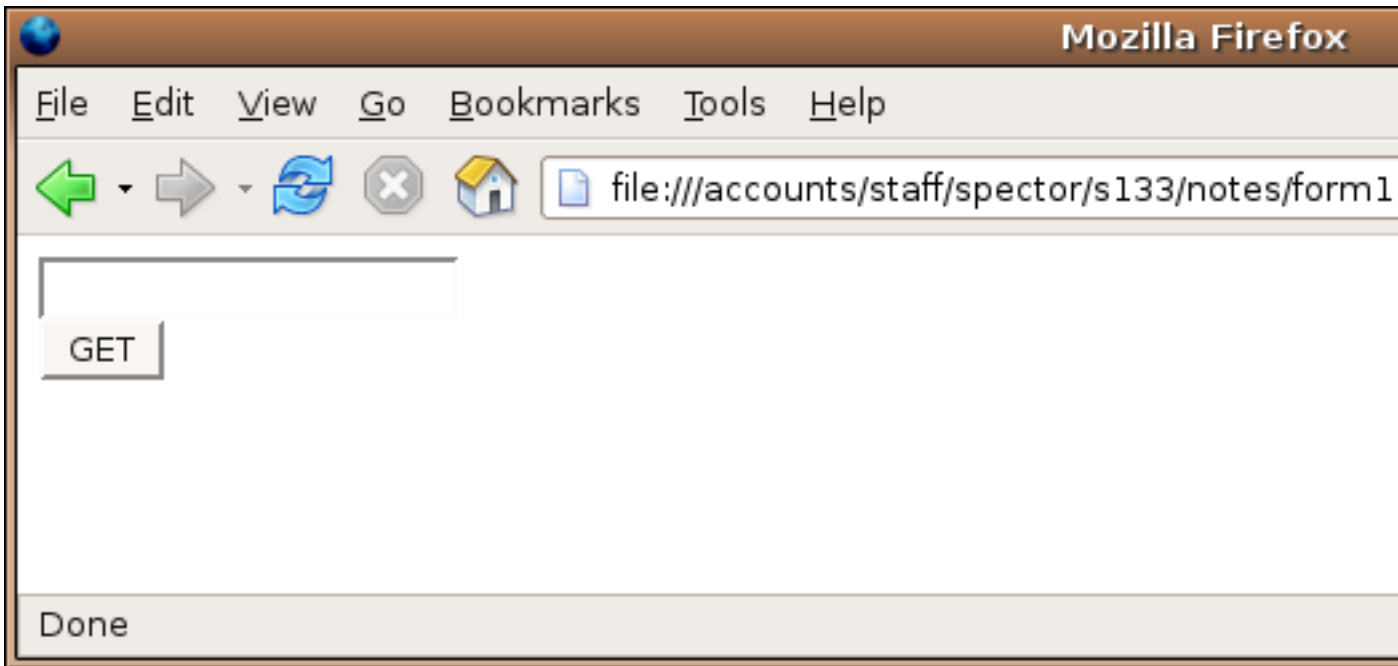 Mozilla Firefox
File Edit View Go Bookmarks Tools Help
file:///accounts/staff/spector/s133/notes/form1
GET
Done